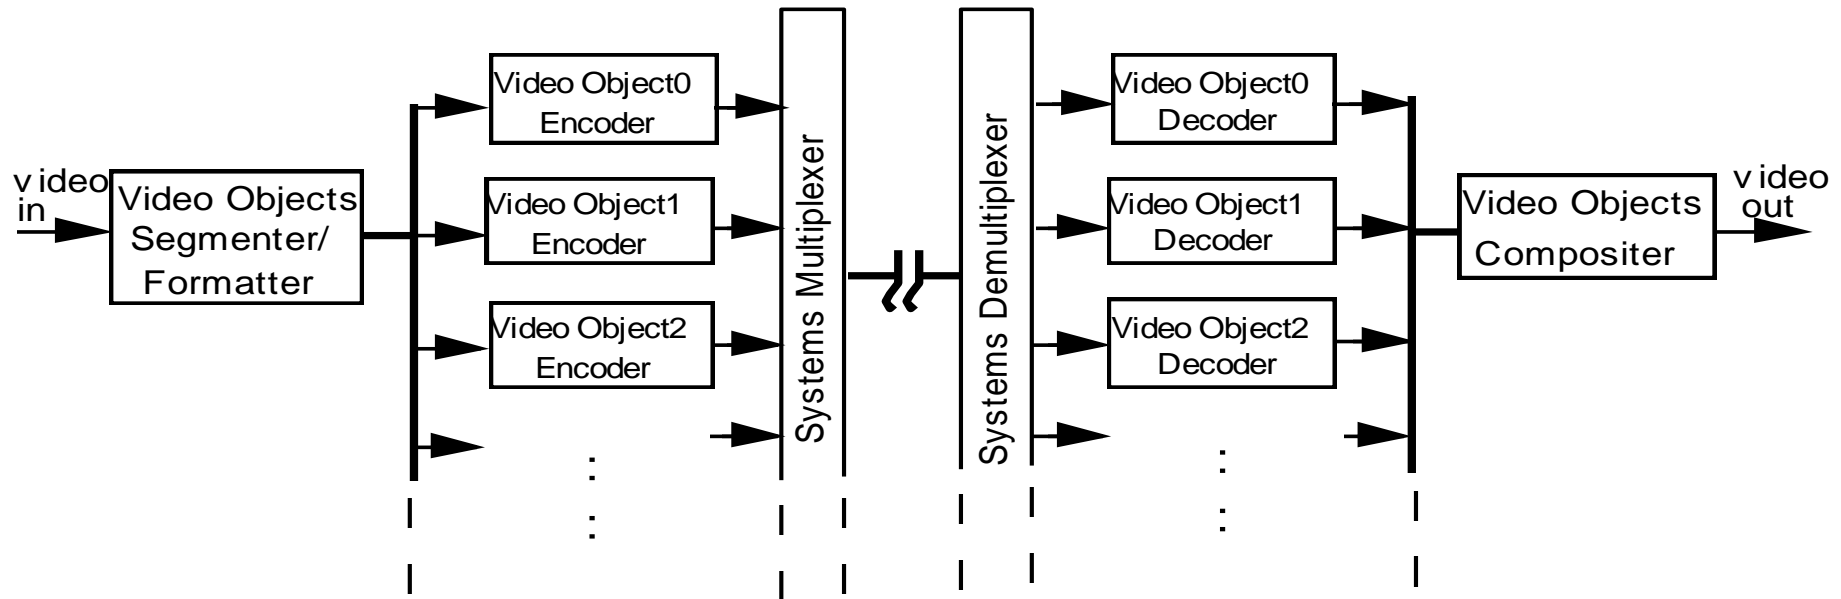 video
in
Video Objects
Segmenter/
Formatter
Video Object0
Encoder
Video Object1
Encoder
Video Object2
Encoder
Systems Multiplexer
Systems Demultiplexer
Video Object0
Decoder
Video Object1
Decoder
Video Object2
Decoder
Video Objects
Compositer
video
out